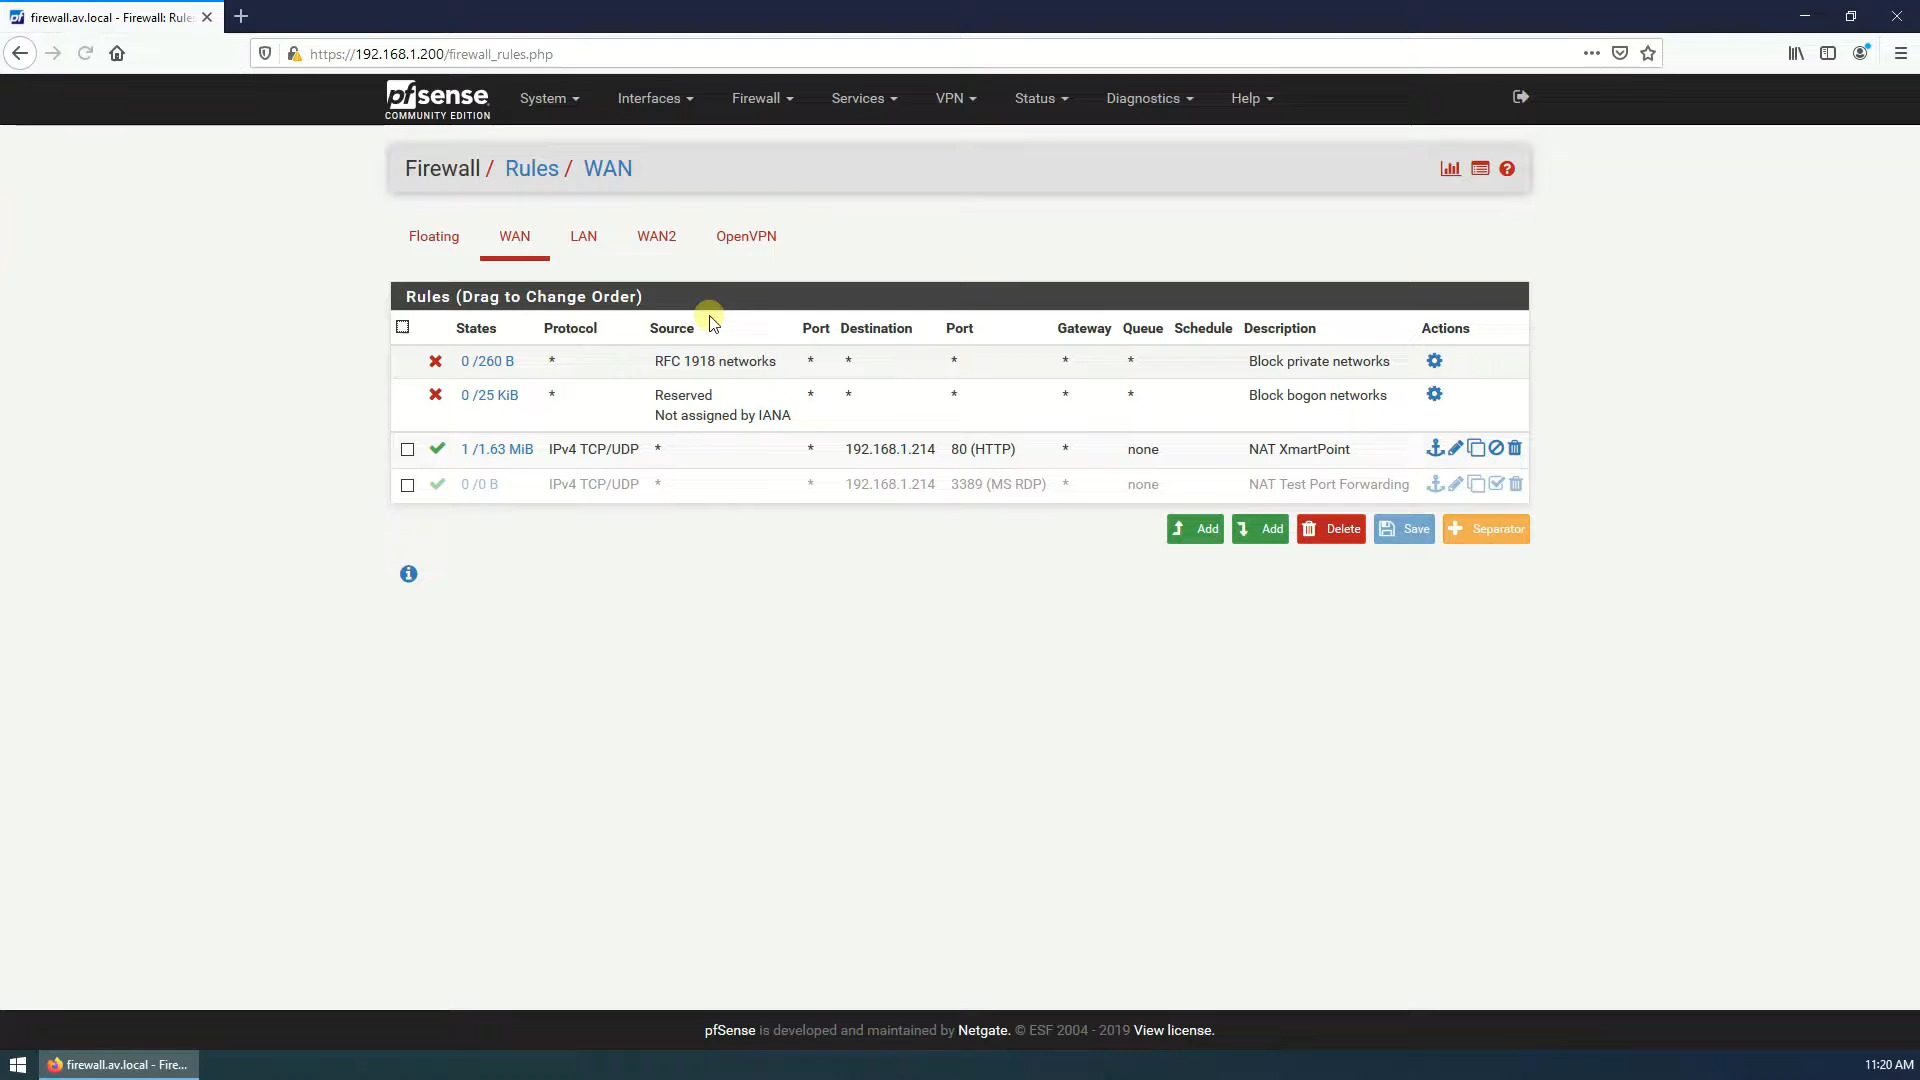 firewall.av.local - Firewall: Rule
https://192.168.1.200/firewall_rules.php
pfsense
COMMUNITY EDITION
System Interfaces Firewall Services VPN Status Diagnostics Help
Firewall / Rules / WAN
Floating WAN LAN WAN2 OpenVPN
Rules (Drag to Change Order)
States Protocol Source Port Destination Port Gateway Queue Schedule Description Actions
0 /260 B * RFC 1918 networks * * * * * Block private networks
0 /25 KiB * Reserved * * * * * Block bogon networks
Not assigned by IANA
1 /1.63 MiB IPv4 TCP/UDP * * 192.168.1.214 80 (HTTP) * none NAT XmartPoint
0 /0 B IPv4 TCP/UDP * * 192.168.1.214 3389 (MS RDP) * none NAT Test Port Forwarding
Add Add Delete Save Separator
pfSense is developed and maintained by Netgate. © ESF 2004 - 2019 View license.
firewall.av.local - Fire...
11:20 AM